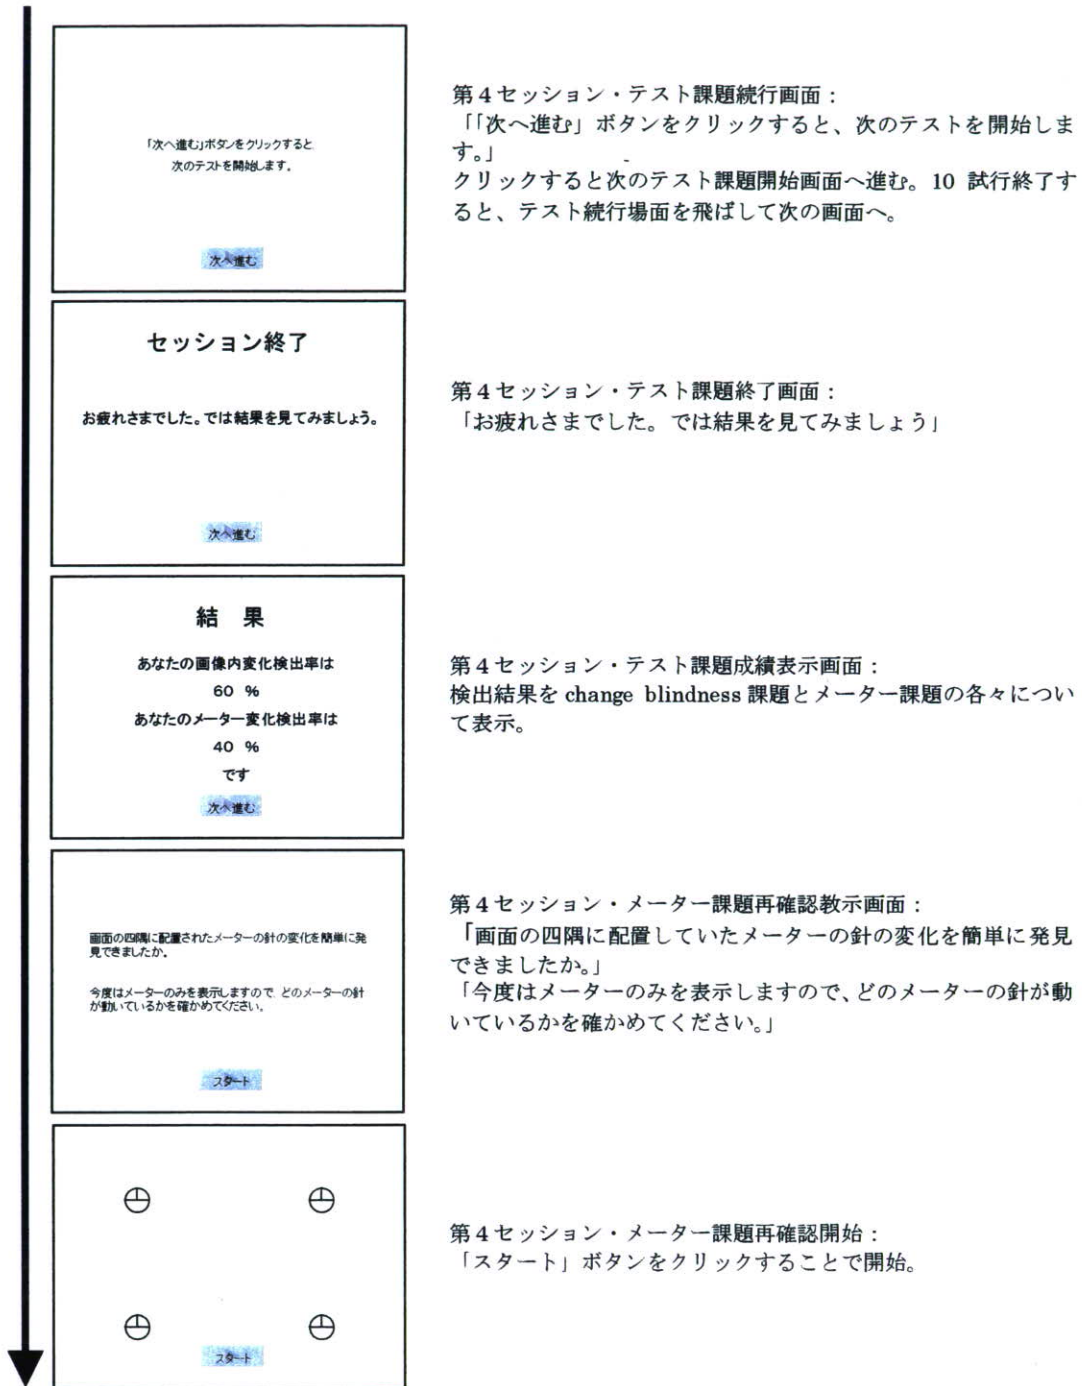 「次へ進む」ボタンをクリックすると
次のテストを開始します。
次へ進む
第４セッション・テスト課題続行画面：
「「次へ進む」ボタンをクリックすると、次のテストを開始しま
す。」
クリックすると次のテスト課題開始画面へ進む。10 試行終了す
ると、テスト続行場面を飛ばして次の画面へ。
セッション終了
お疲れさまでした。では結果を見てみましょう。
次へ進む
第４セッション・テスト課題終了画面：
「お疲れさまでした。では結果を見てみましょう」
結　果
あなたの画像内変化検出率は
60 %
あなたのメーター変化検出率は
40 %
です
次へ進む
第４セッション・テスト課題成績表示画面：
検出結果を change blindness 課題とメーター課題の各々につい
て表示。
画面の四隅に配置されたメーターの針の変化を簡単に発
見できましたか。
今度はメーターのみを表示しますので、どのメーターの針
が動いているかを確かめてください。
スタート
第４セッション・メーター課題再確認教示画面：
「画面の四隅に配置していたメーターの針の変化を簡単に発見
できましたか。」
「今度はメーターのみを表示しますので、どのメーターの針が動
いているかを確かめてください。」
スタート
第４セッション・メーター課題再確認開始：
「スタート」ボタンをクリックすることで開始。